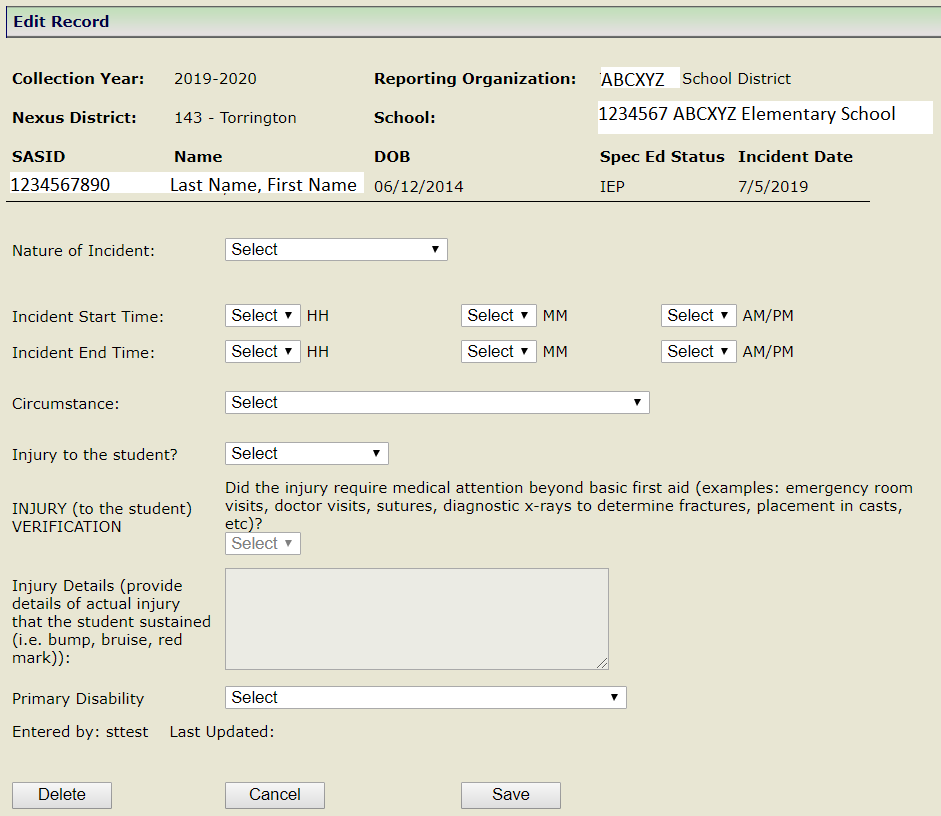 Edit Record
Collection Year: 2019-2020 Reporting Organization: ABCXYZ School District
Nexus District: 143 - Torrington School: 1234567 ABCXYZ Elementary School
SASID Name DOB Spec Ed Status Incident Date
1234567890 Last Name, First Name 06/12/2014 IEP 7/5/2019
Nature of Incident: Select
Incident Start Time: Select HH Select MM Select AM/PM
Incident End Time: Select HH Select MM Select AM/PM
Circumstance: Select
Injury to the student? Select
INJURY (to the student)
VERIFICATION
Did the injury require medical attention beyond basic first aid (examples: emergency room
visits, doctor visits, sutures, diagnostic x-rays to determine fractures, placement in casts,
etc)?
Select
Injury Details (provide
details of actual injury
that the student sustained
(i.e. bump, bruise, red
mark)):
Primary Disability Select
Entered by: sttest Last Updated:
Delete Cancel Save